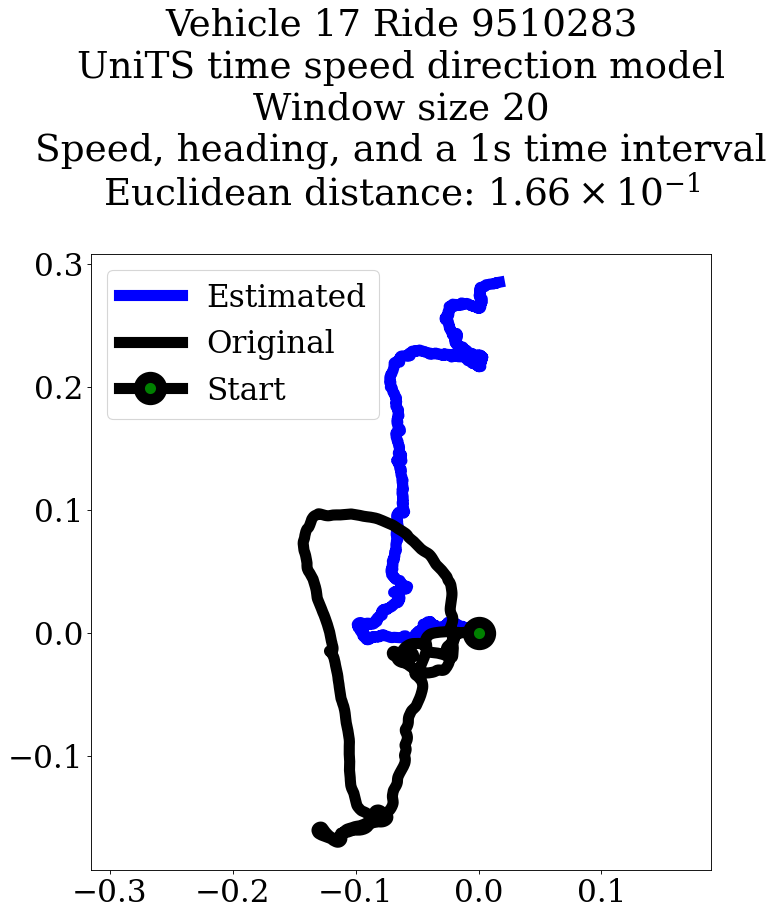 Vehicle 17 Ride 9510283
UniTS time speed direction model
Window size 20
Speed, heading, and a 1s time interval
Euclidean distance: $1.66 \times 10^{-1}$
0.3
0.2
0.1
0.0
−0.1
Estimated
Original
Start
−0.3
−0.2
−0.1
0.0
0.1